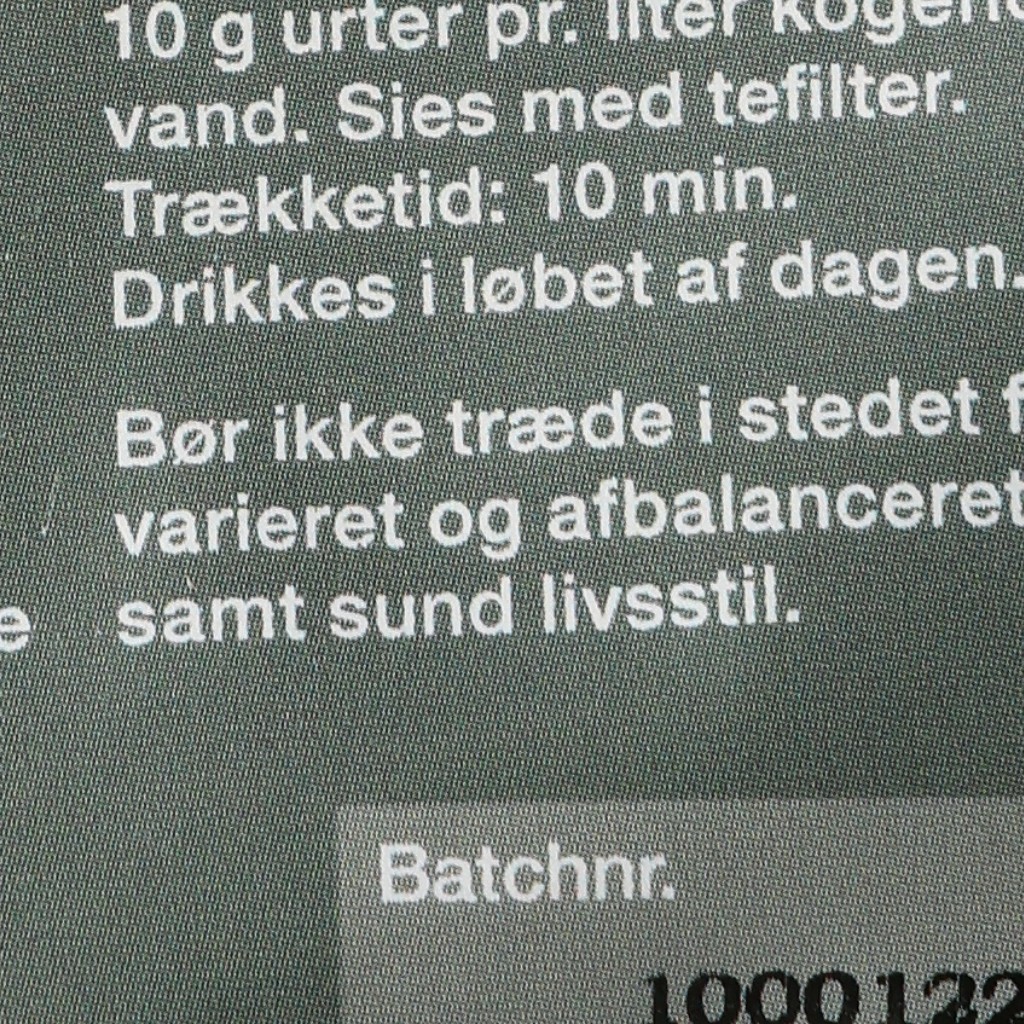 10 g urter pr. liter
vand. Sies med tefilter.
Trækketid: 10 min.
Drikkes i løbet af dagen.
Bør ikke træde i stedet
varieret og afbalanceret
samt sund livsstil.
Batchnr.